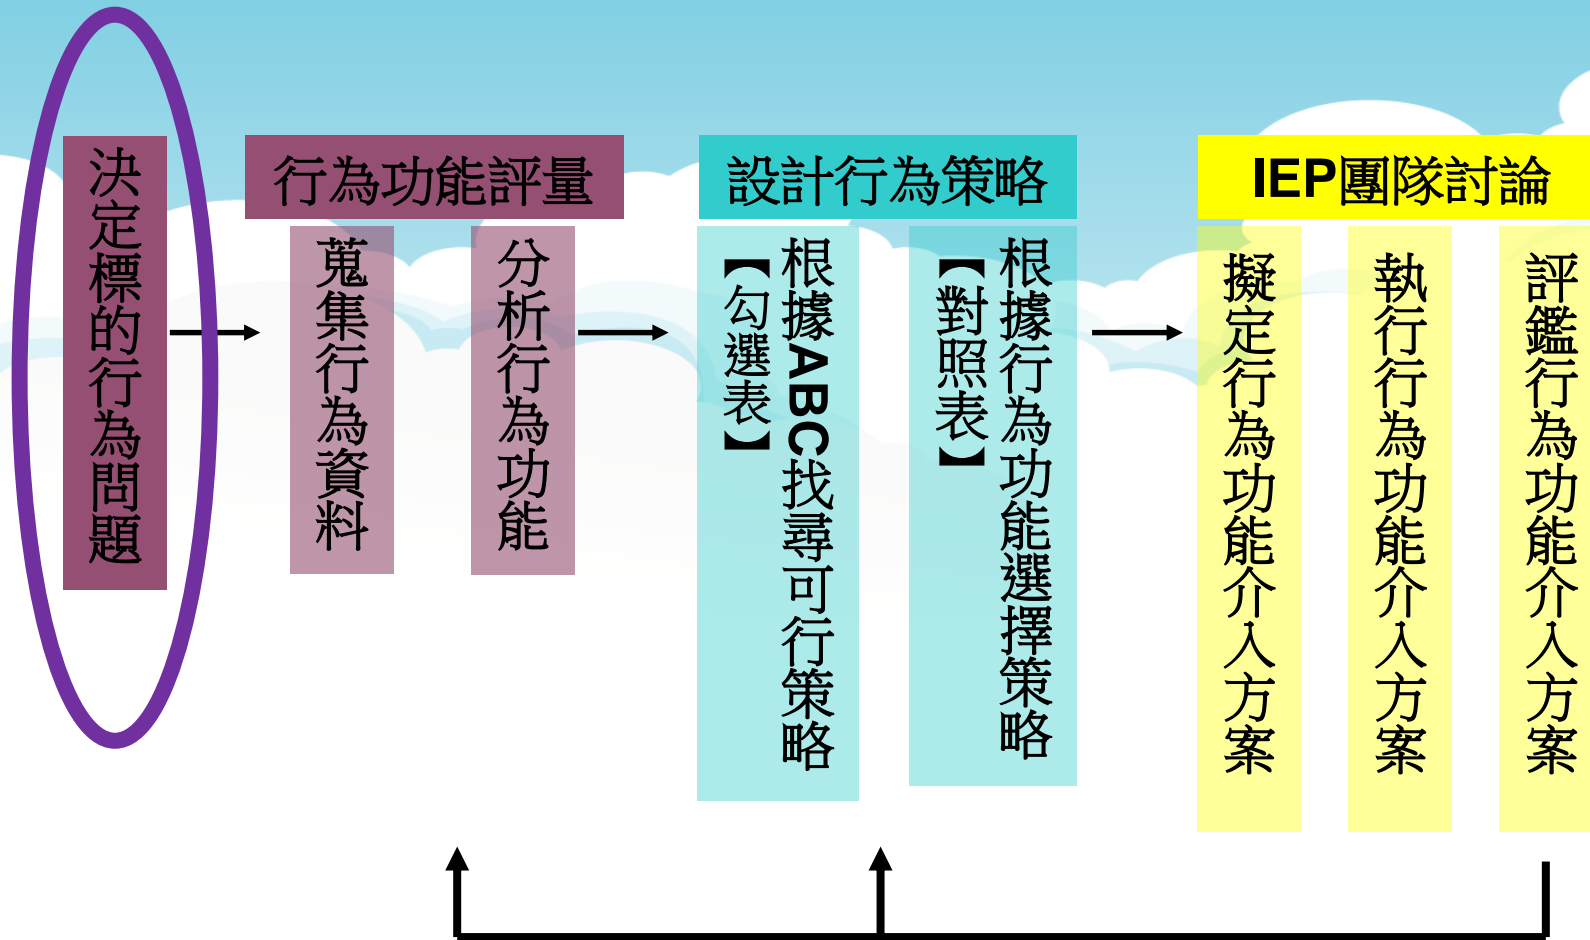 決定標的行為問題
行為功能評量
蒐集行為資料
分析行為功能
設計行為策略
根據ABC找尋可行策略
【勾選表】
根據行為功能選擇策略
【對照表】
IEP團隊討論
擬定行為功能介入方案
執行行為功能介入方案
評鑑行為功能介入方案